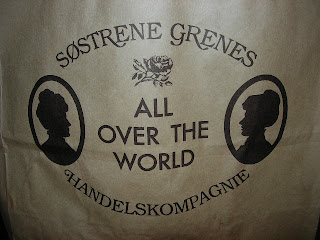 SØSTRENE GRENES
ALL
OVER THE
WORLD
HANDELSKOMPAGNIE